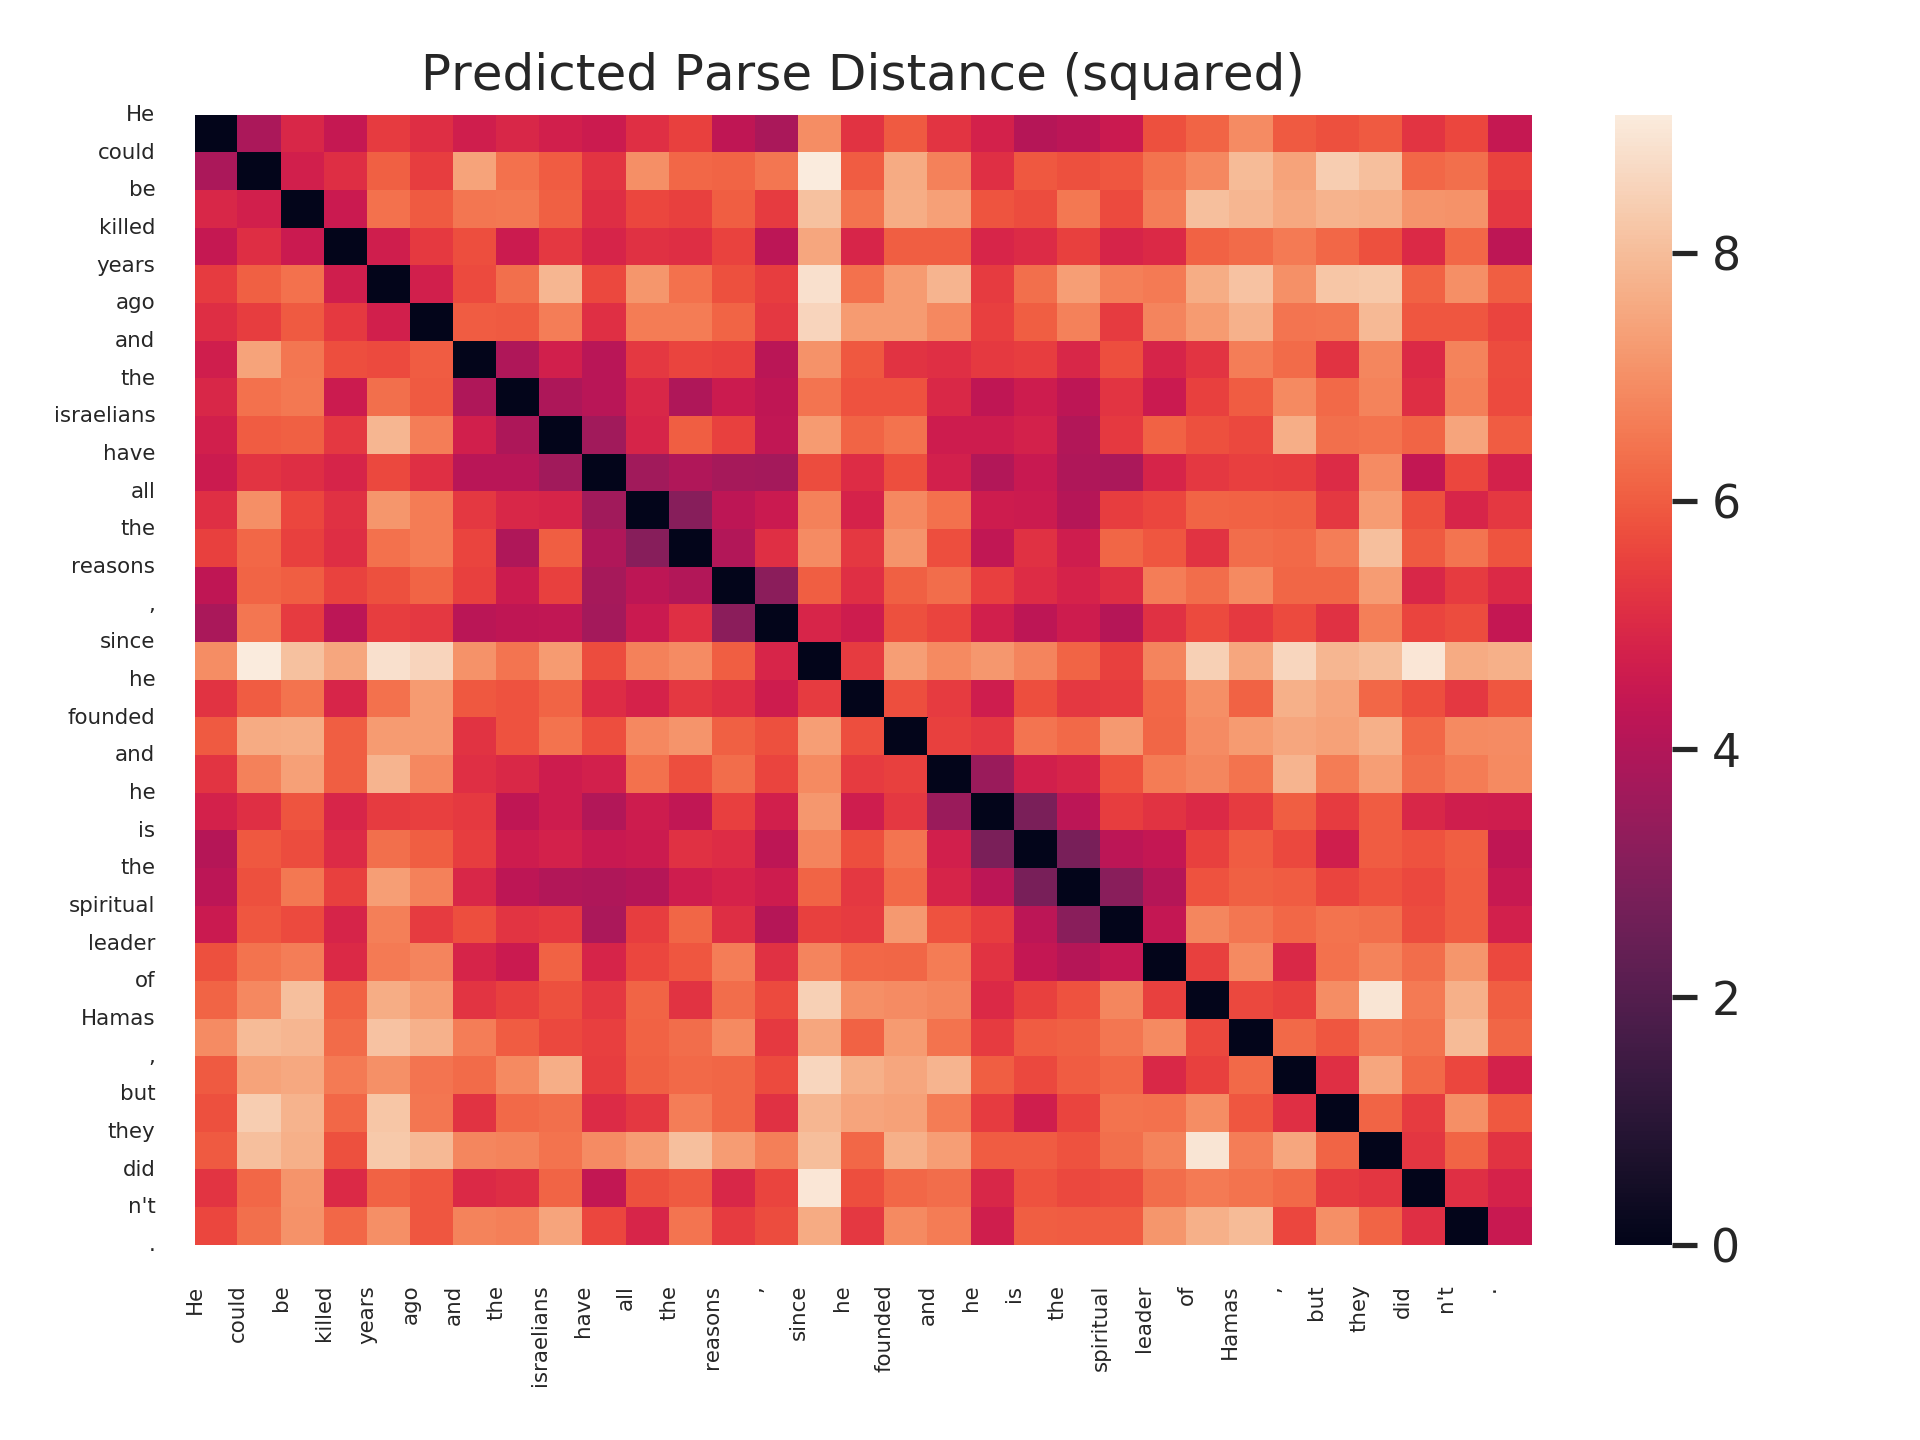 Predicted Parse Distance (squared)
He
could
be
killed
years
ago
and
the
israelians
have
all
the
reasons
,
since
he
founded
and
he
is
the
spiritual
leader
of
Hamas
,
but
they
did
n't
.
8
6
4
2
0
He
could
be
killed
years
ago
and
the
israelians
have
all
the
reasons
,
since
he
founded
and
he
is
the
spiritual
leader
of
Hamas
,
but
they
did
n't
.